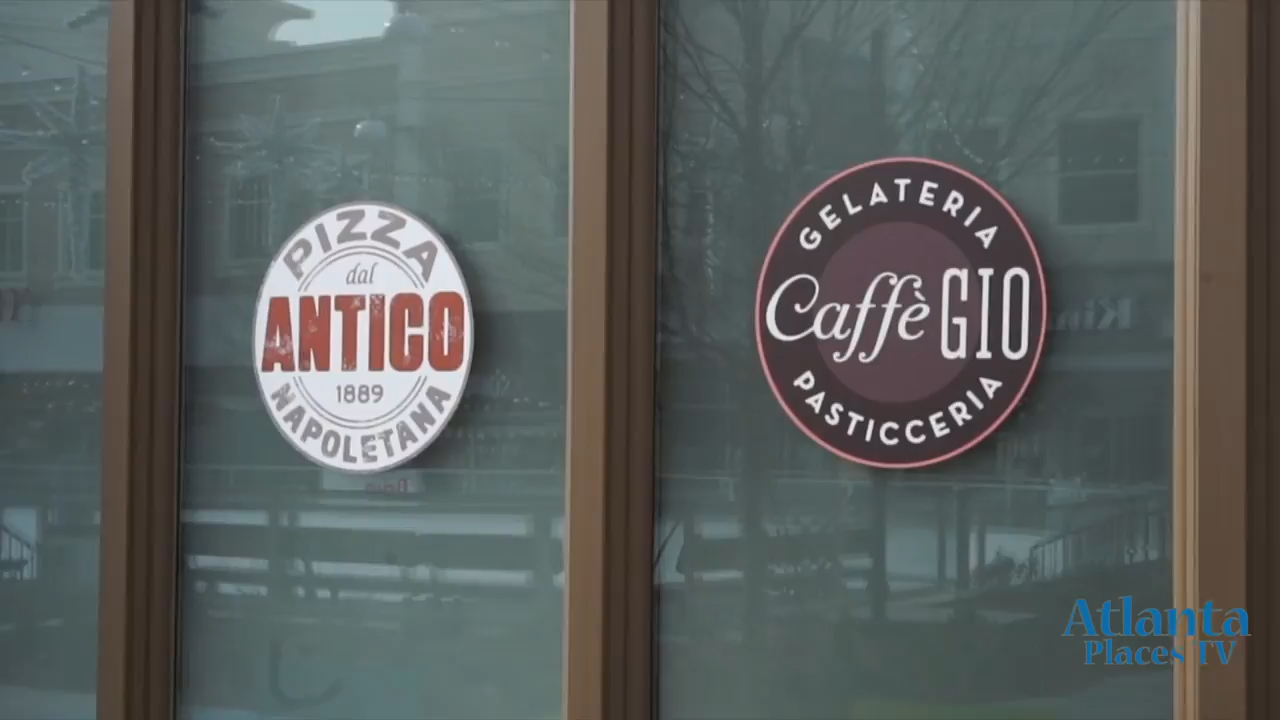 PIZZA
dal
ANTICO
1889
NAPOLETANA
GELATERIA
Caffè GIO
PASTICCERIA
Atlanta
Places TV